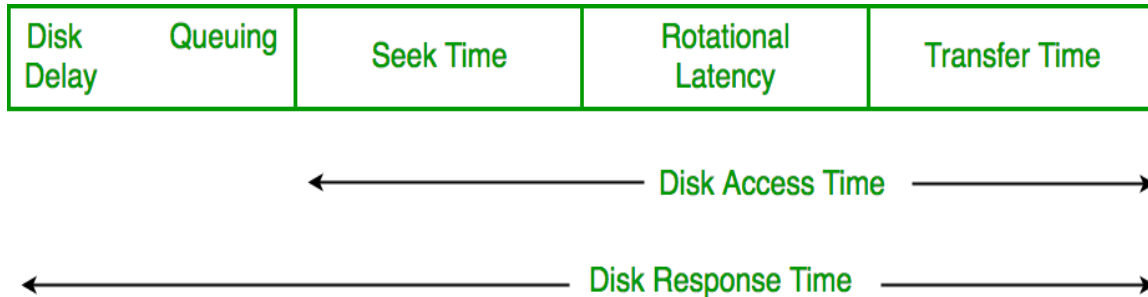 Disk Queuing
Delay
Seek Time
Rotational
Latency
Transfer Time
Disk Access Time
Disk Response Time